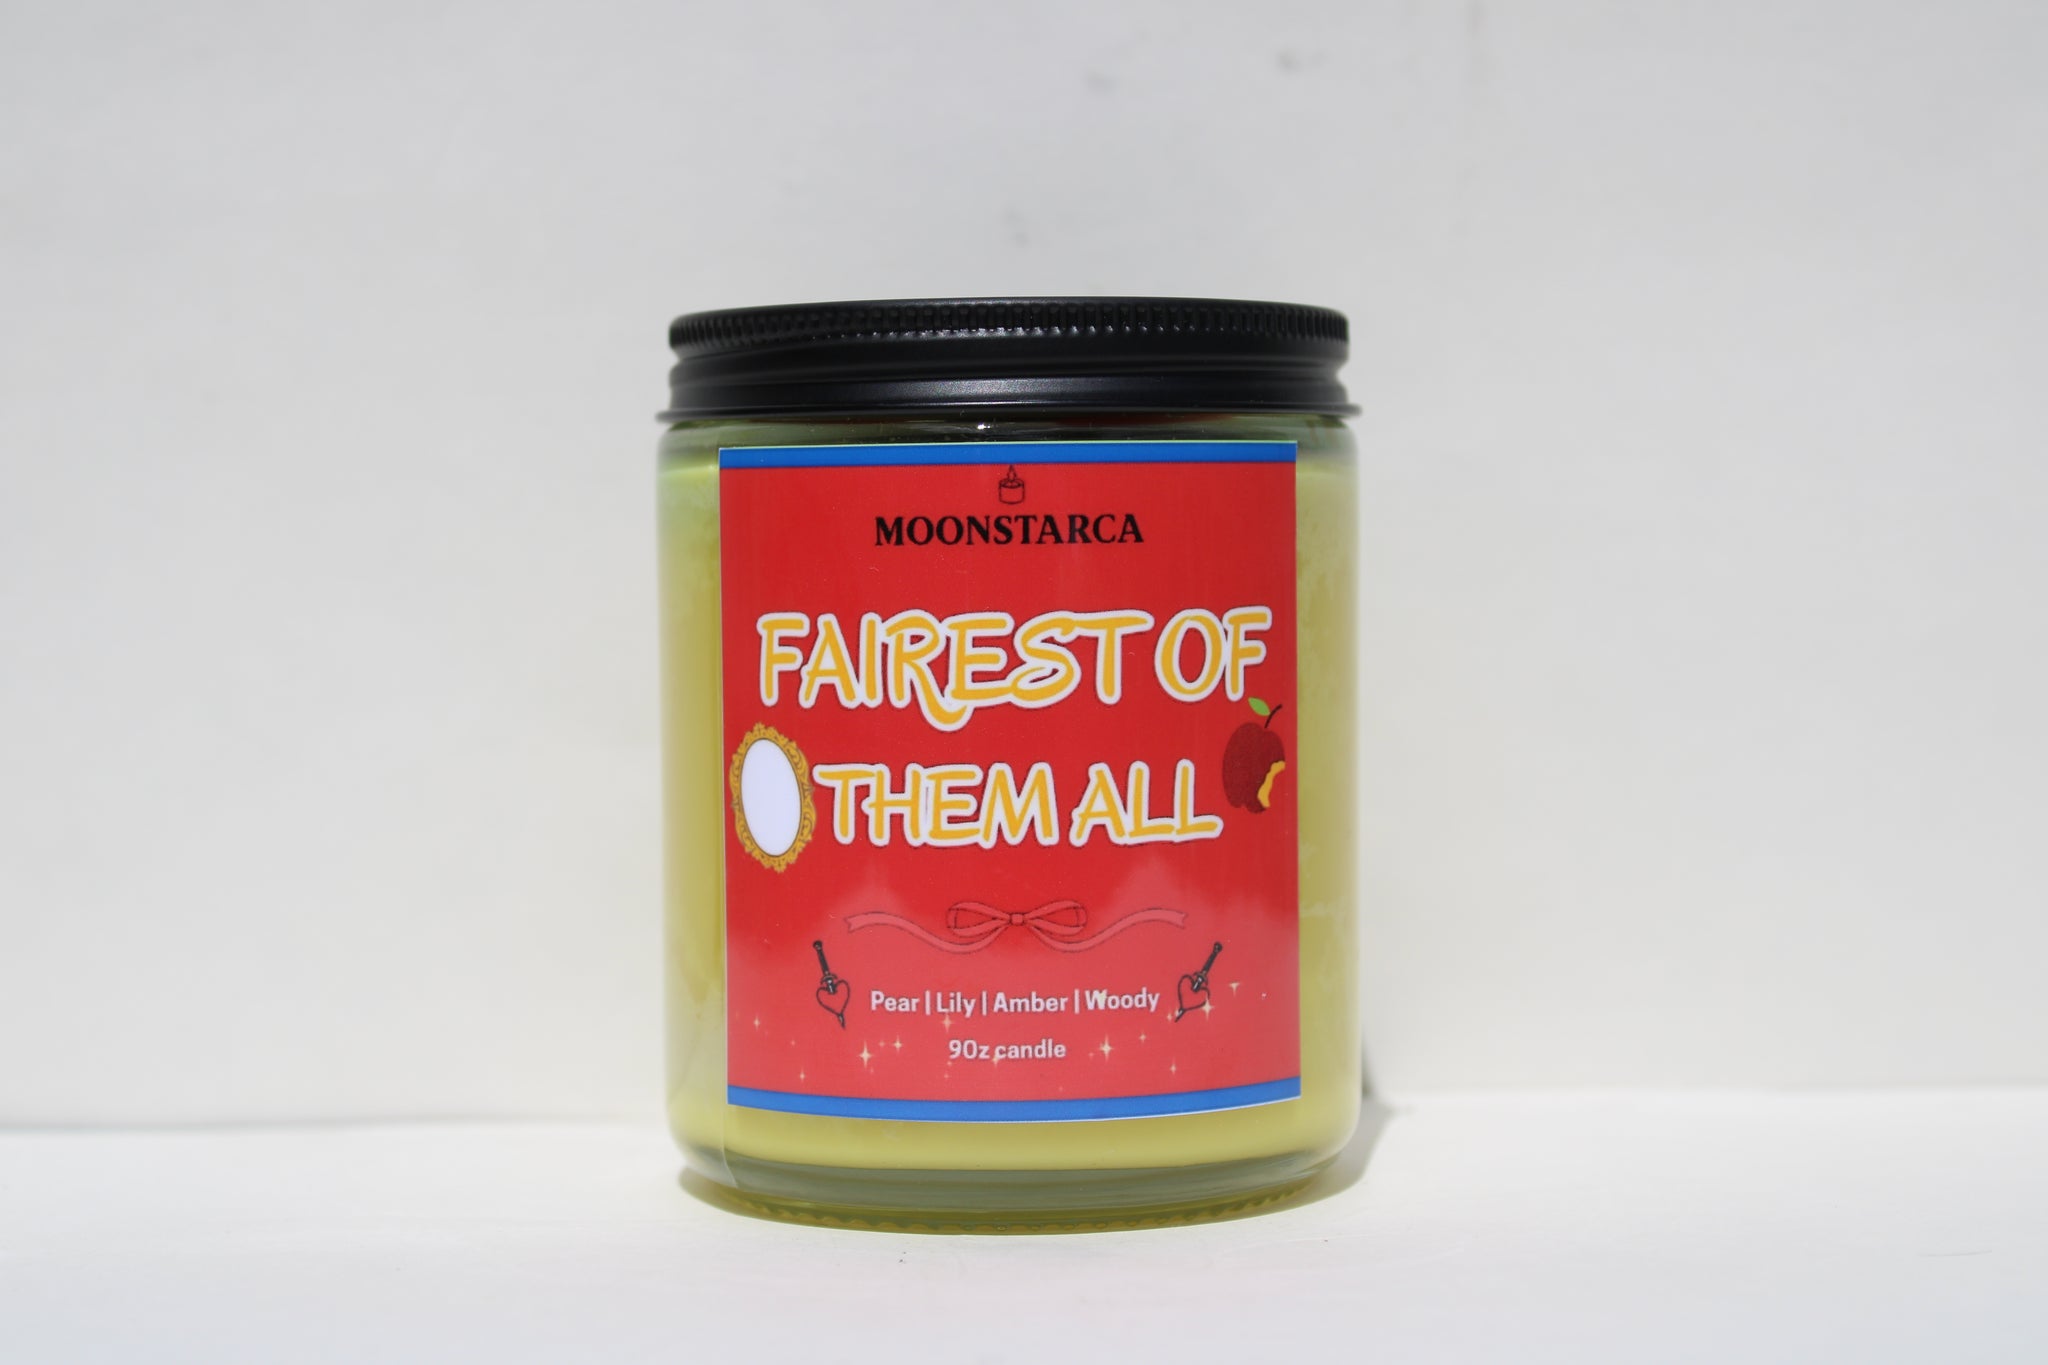 MOONSTARCA
FAIREST OF
THEM ALL
Pear | Lily | Amber | Woody
9Oz candle